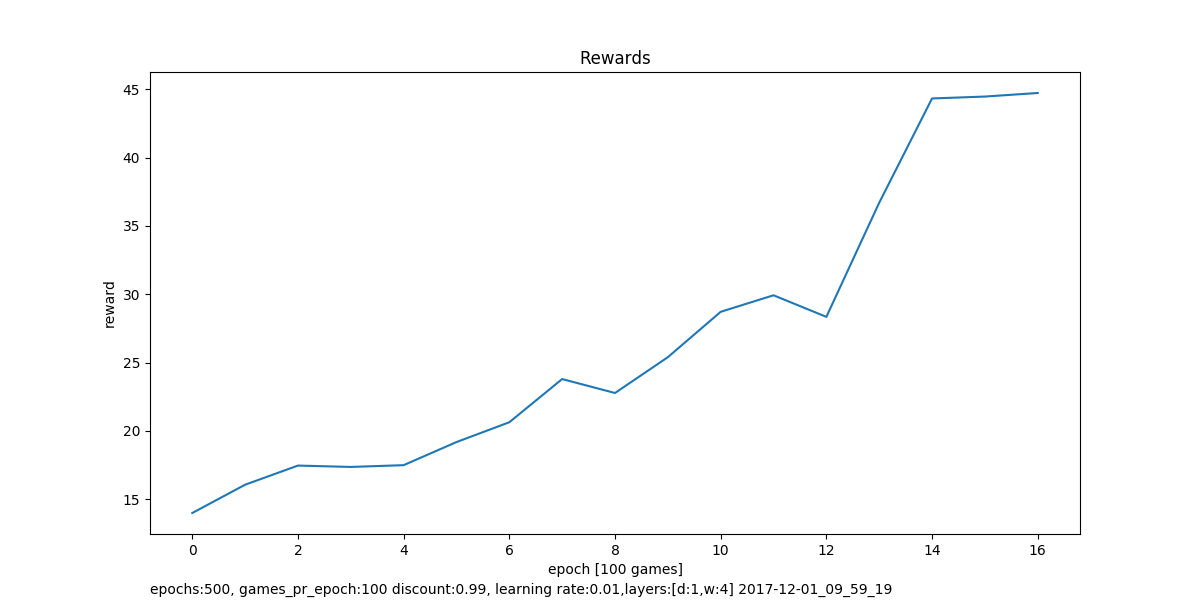 Rewards
45
40
35
30
25
20
15
reward
0 2 4 6 8 10 12 14 16
epoch [100 games]
epochs:500, games_pr_epoch:100 discount:0.99, learning rate:0.01,layers:[d:1,w:4] 2017-12-01_09_59_19